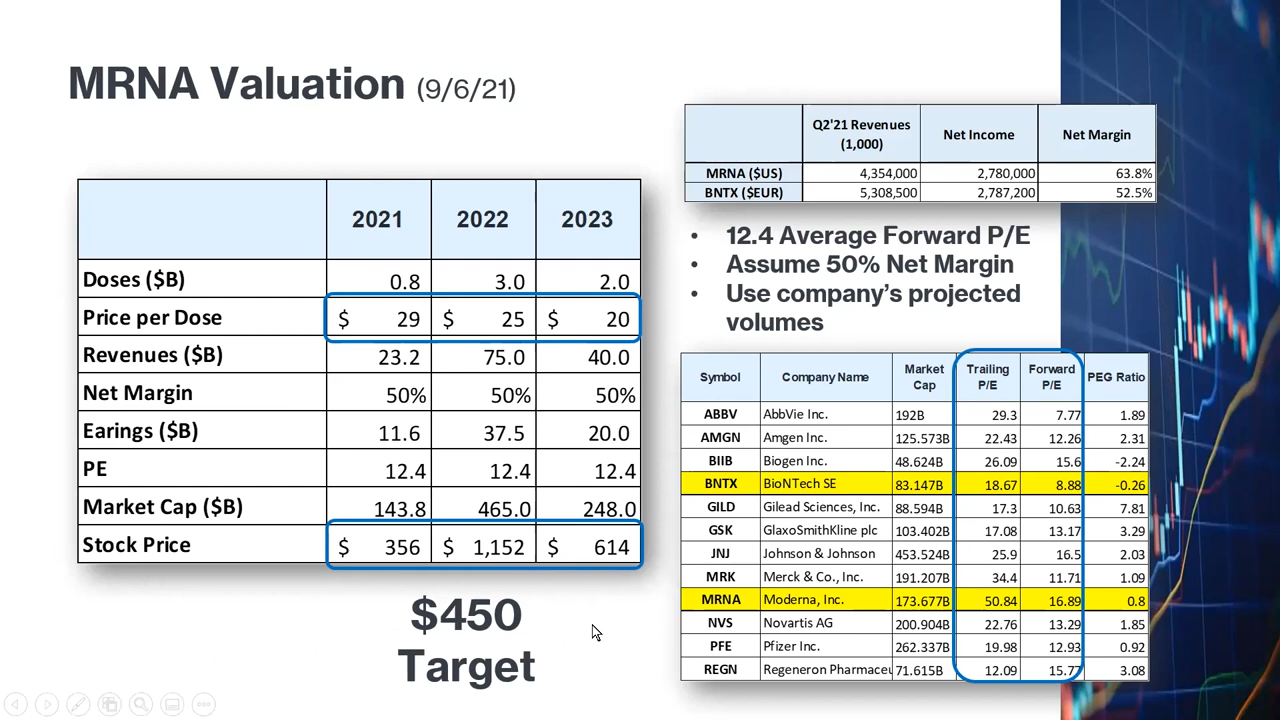 MRNA Valuation (9/6/21)
2021 2022 2023
Doses ($B) 0.8 3.0 2.0
Price per Dose $ 29 $ 25 $ 20
Revenues ($B) 23.2 75.0 40.0
Net Margin 50% 50% 50%
Earings ($B) 11.6 37.5 20.0
PE 12.4 12.4 12.4
Market Cap ($B) 143.8 465.0 248.0
Stock Price $ 356 $ 1,152 $ 614
$450
Target
Q2'21 Revenues
(1,000) Net Income Net Margin
MRNA ($US) 4,354,000 2,780,000 63.8%
BNTX ($EUR) 5,308,500 2,787,200 52.5%
• 12.4 Average Forward P/E
• Assume 50% Net Margin
• Use company’s projected
volumes
Symbol Company Name Market
Cap Trailing
P/E Forward
P/E PEG Ratio
ABBV AbbVie Inc. 192B 29.3 7.77 1.89
AMGN Amgen Inc. 125.573B 22.43 12.26 2.31
BIIB Biogen Inc. 48.624B 26.09 15.6 -2.24
BNTX BioNTech SE 83.147B 18.67 8.88 -0.26
GILD Gilead Sciences, Inc. 88.594B 17.3 10.63 7.81
GSK GlaxoSmithKline plc 103.402B 17.08 13.17 3.29
JNJ Johnson & Johnson 453.524B 25.9 16.5 2.03
MRK Merck & Co., Inc. 191.207B 34.4 11.71 1.09
MRNA Moderna, Inc. 173.677B 50.84 16.89 0.8
NVS Novartis AG 200.904B 22.76 13.29 1.85
PFE Pfizer Inc. 262.337B 19.98 12.93 0.92
REGN Regeneron Pharmaceu 71.615B 12.09 15.77 3.08